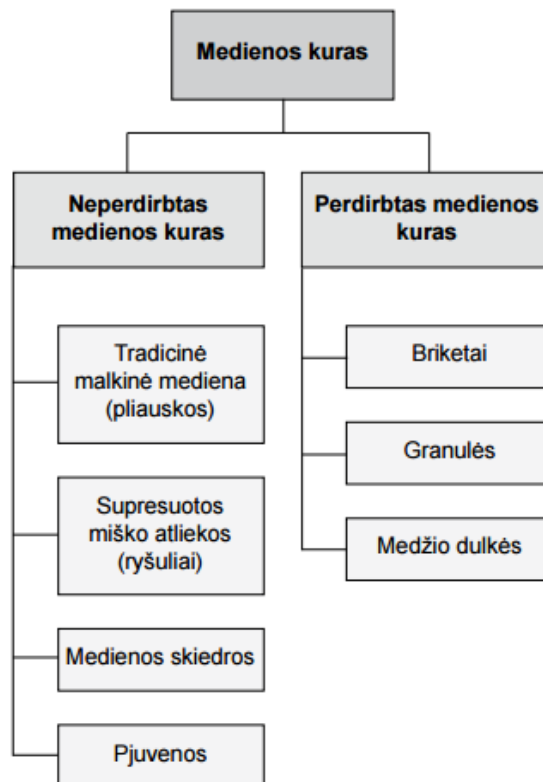 Medienos kuras
Neperdirbtas
medienos kuras
Perdirbtas medienos
kuras
Tradicinė
malkinė mediena
(pliauskos)
Supresuotos
miško atliekos
(ryšuliai)
Medienos skiedros
Pjuvenos
Briketai
Granulės
Medžio dulkės